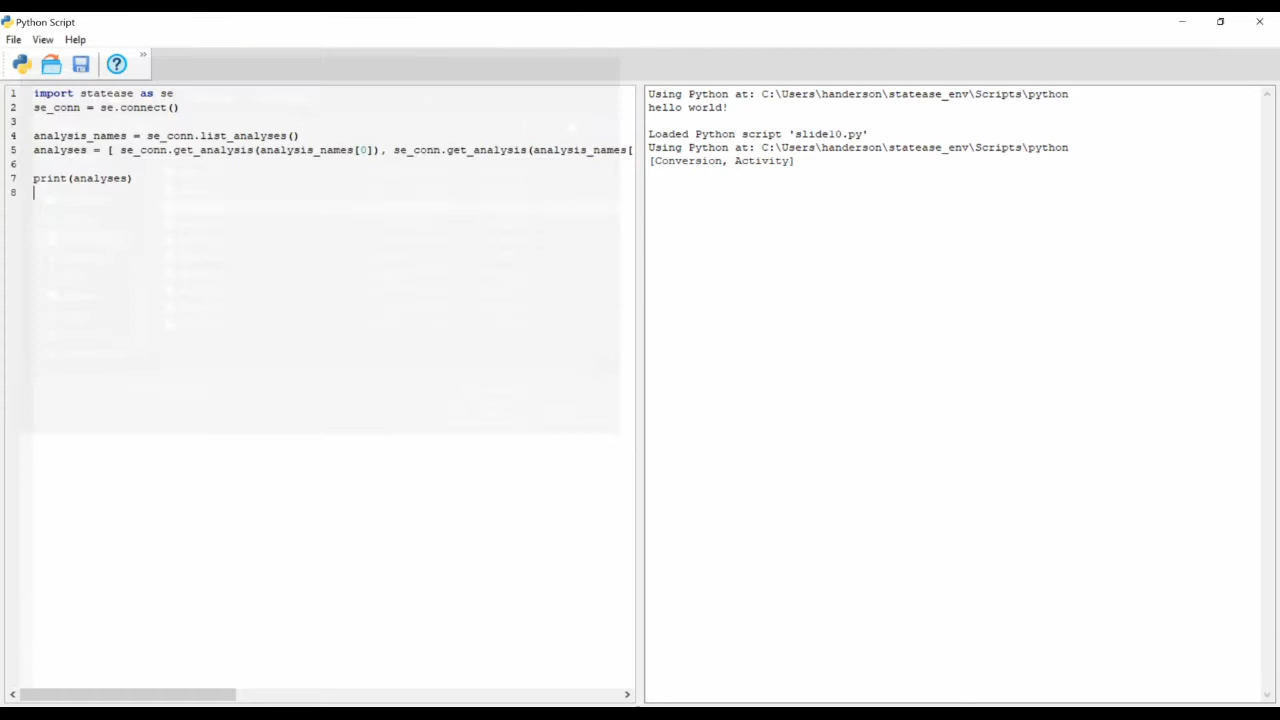 Python Script
File View Help
»
1 import statease as se
2 se_conn = se.connect()
3
4 analysis_names = se_conn.list_analyses()
5 analyses = [ se_conn.get_analysis(analysis_names[0]), se_conn.get_analysis(analysis_names[
6
7 print(analyses)
8
Using Python at: C:\Users\handerson\statease_env\Scripts\python
hello world!
Loaded Python script 'slide10.py'
Using Python at: C:\Users\handerson\statease_env\Scripts\python
[Conversion, Activity]